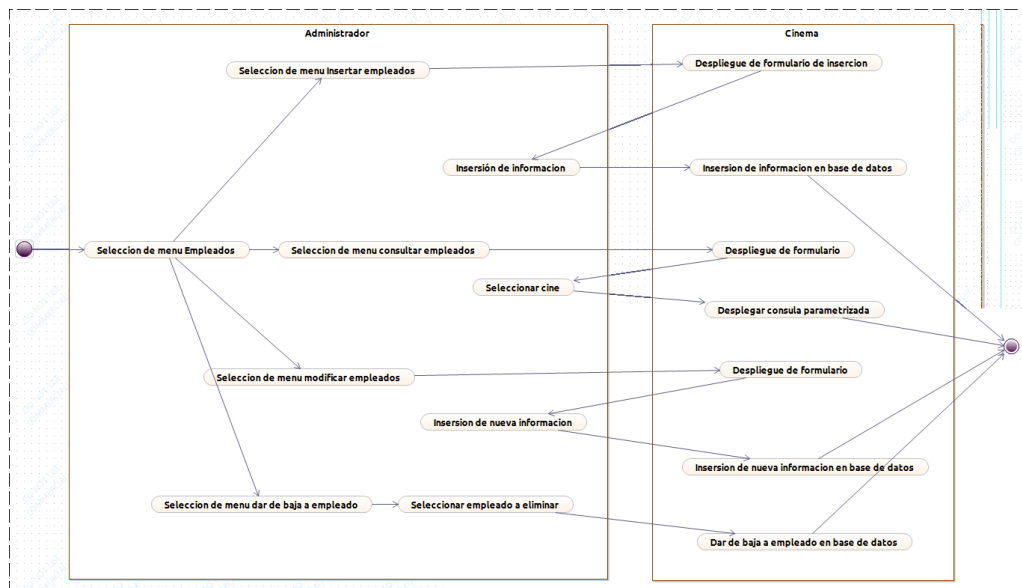 Administrador
Cinema
Seleccion de menu Insertar empleados
Despliegue de formulario de insercion
Insersión de informacion
Insersion de informacion en base de datos
Seleccion de menu Empleados
Seleccion de menu consultar empleados
Despliegue de formulario
Seleccionar cine
Desplegar consula parametrizada
Seleccion de menu modificar empleados
Despliegue de formulario
Insersion de nueva informacion
Insersion de nueva informacion en base de datos
Seleccion de menu dar de baja a empleado
Seleccionar empleado a eliminar
Dar de baja a empleado en base de datos